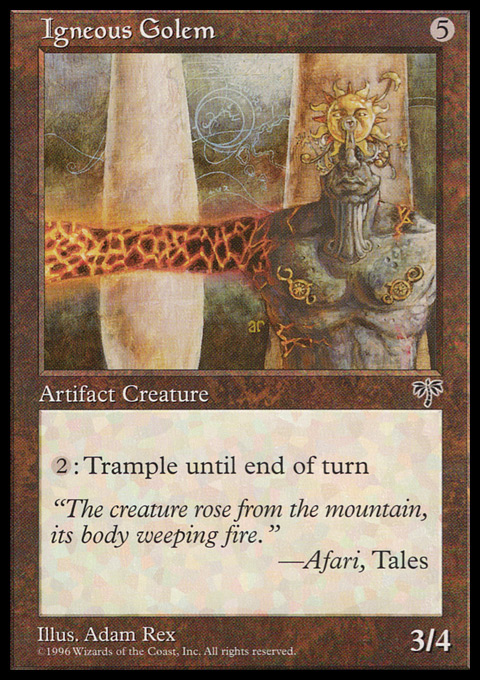 Igneous Golem 5
ar
Artifact Creature
2: Trample until end of turn
“The creature rose from the mountain,
its body weeping fire.”
—Afari, Tales
Illus. Adam Rex
©1996 Wizards of the Coast, Inc. All rights reserved.
3/4